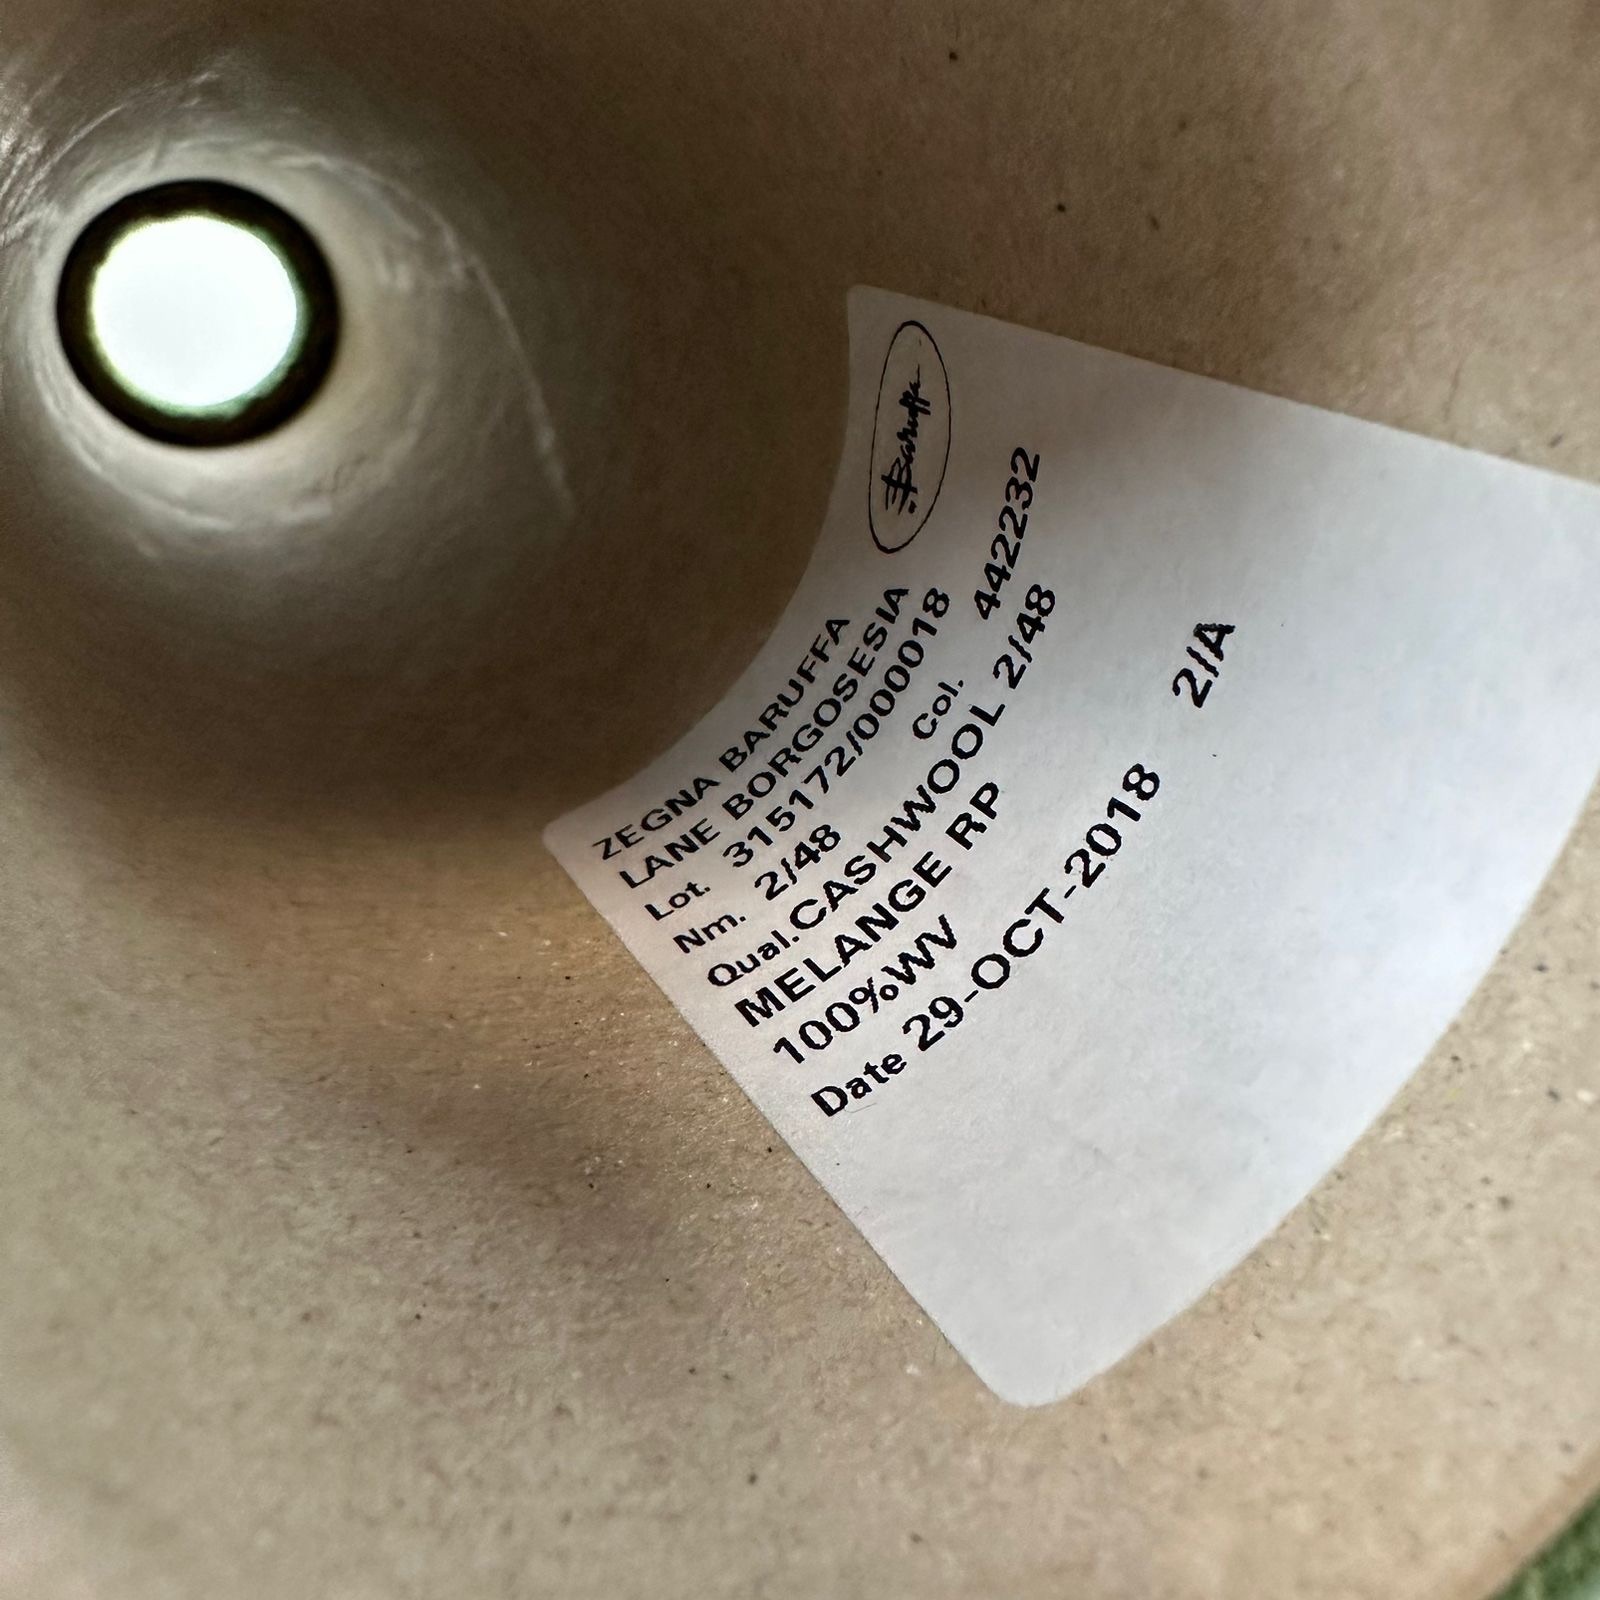 Baruffa
ZEGNA BARUFFA
LANE BORGOSESIA
Lot. 315172/000018
Nm. 2/48 Col. 442232
Qual.CASHWOOL 2/48
MELANGE RP
100%WV
Date 29-OCT-2018 2/A